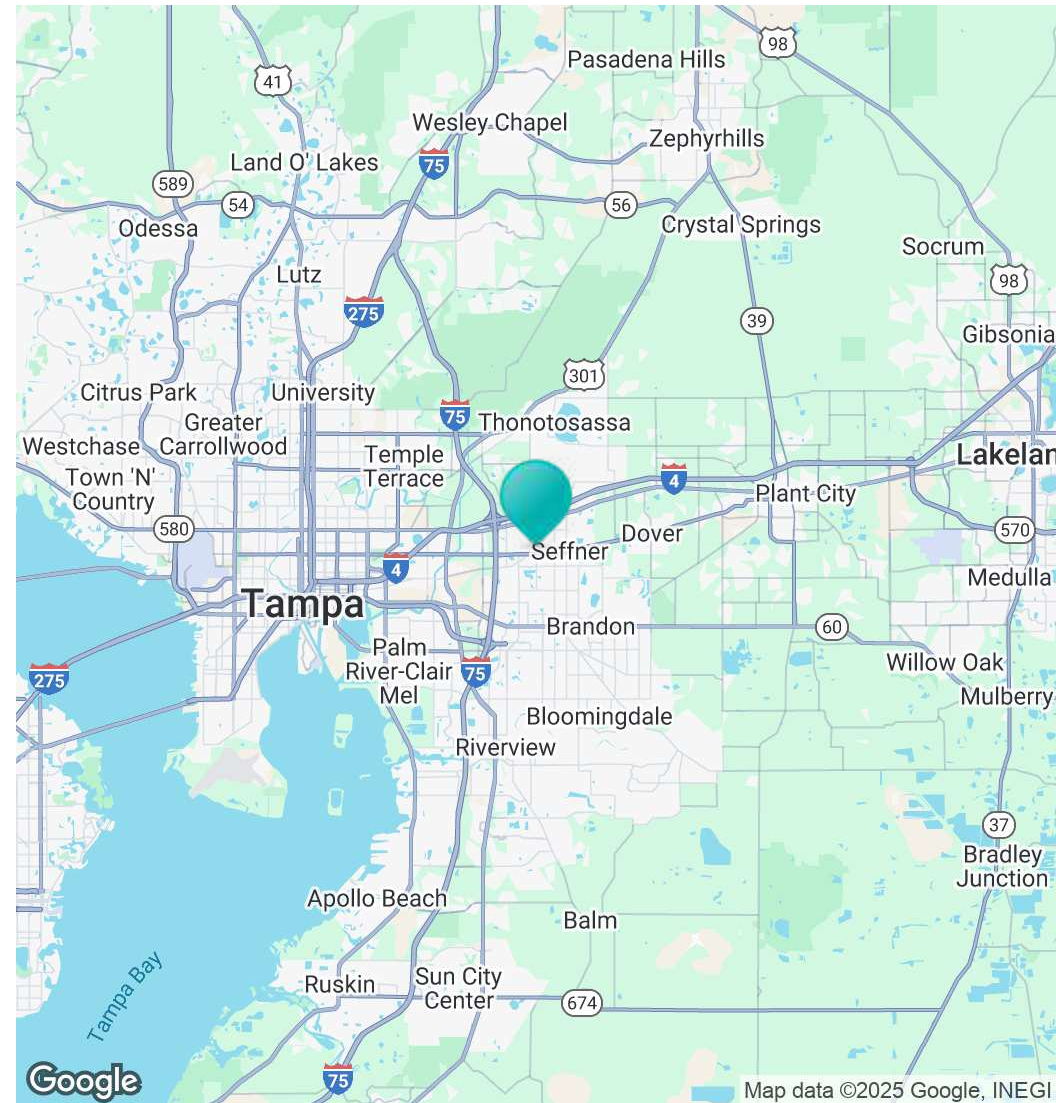 98
Pasadena Hills
41
Wesley Chapel
Zephyrhills
Land O' Lakes
75
589
54
56
Odessa
Crystal Springs
Socrum
Lutz
98
275
39
Gibsonia
301
Citrus Park
University
75
Thonotosassa
Greater
Carrollwood
Westchase
Temple
Terrace
Lakelan
Town 'N'
Country
4
Plant City
580
Dover
570
Seffner
4
Medulla
Tampa
Brandon
60
Palm
River-Clair
Mel
275
75
Willow Oak
Mulberry
Bloomingdale
Riverview
37
Bradley
Junction
Apollo Beach
Balm
Tampa Bay
Ruskin
Sun City
Center
674
75
Google
Map data ©2025 Google, INEGI